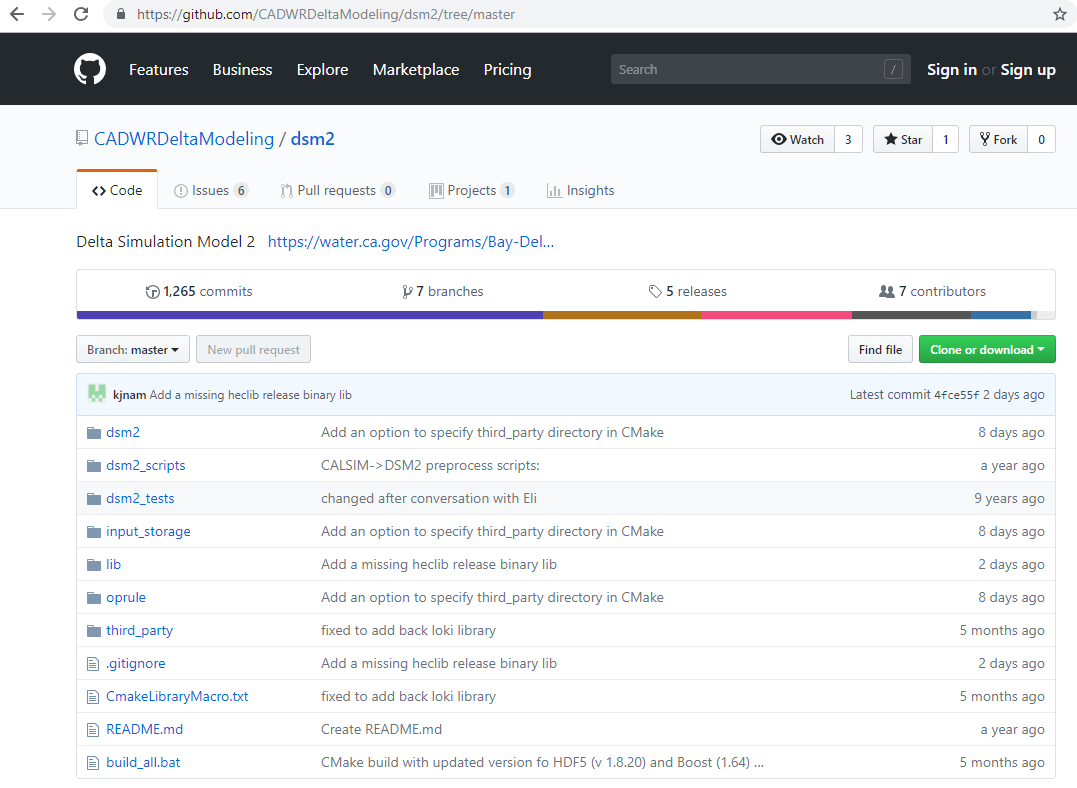 https://github.com/CADWRDeltaModeling/dsm2/tree/master
Features Business Explore Marketplace Pricing Search / Sign in or Sign up
CADWRDeltaModeling / dsm2 Watch 3 Star 1 Fork 0
Code Issues 6 Pull requests 0 Projects 1 Insights
Delta Simulation Model 2 https://water.ca.gov/Programs/Bay-Del...
1,265 commits 7 branches 5 releases 7 contributors
Branch: master New pull request Find file Clone or download
kjnam Add a missing heclib release binary lib Latest commit 4fce55f 2 days ago
dsm2 Add an option to specify third_party directory in CMake 8 days ago
dsm2_scripts CALSIM->DSM2 preprocess scripts: a year ago
dsm2_tests changed after conversation with Eli 9 years ago
input_storage Add an option to specify third_party directory in CMake 8 days ago
lib Add a missing heclib release binary lib 2 days ago
oprule Add an option to specify third_party directory in CMake 8 days ago
third_party fixed to add back loki library 5 months ago
.gitignore Add a missing heclib release binary lib 2 days ago
CmakeLibraryMacro.txt fixed to add back loki library 5 months ago
README.md Create README.md a year ago
build_all.bat CMake build with updated version fo HDF5 (v 1.8.20) and Boost (1.64) ... 5 months ago